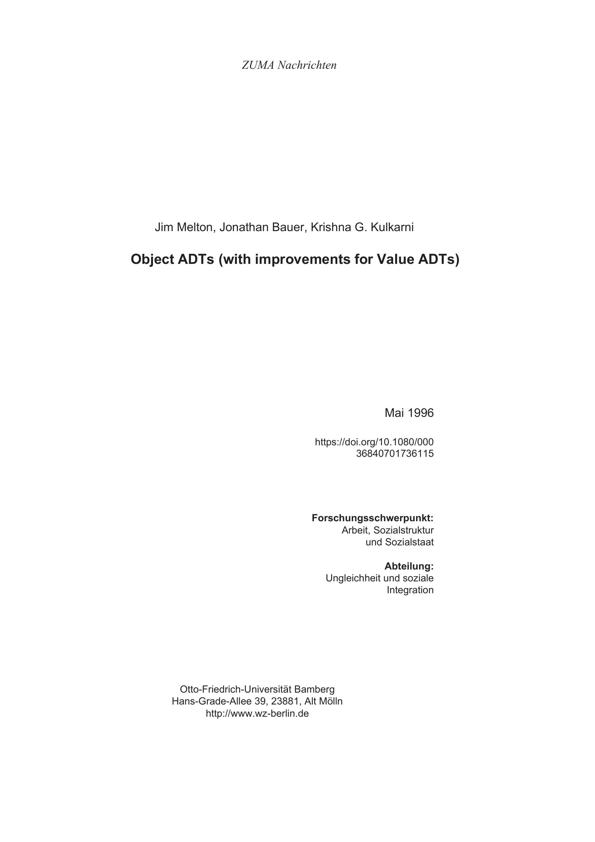 ZUMA Nachrichten
Jim Melton, Jonathan Bauer, Krishna G. Kulkarni
Object ADTs (with improvements for Value ADTs)
Mai 1996
https://doi.org/10.1080/000
36840701736115
Forschungsschwerpunkt:
Arbeit, Sozialstruktur
und Sozialstaat
Abteilung:
Ungleichheit und soziale
Integration
Otto-Friedrich-Universität Bamberg
Hans-Grade-Allee 39, 23881, Alt Mölln
http://www.wz-berlin.de